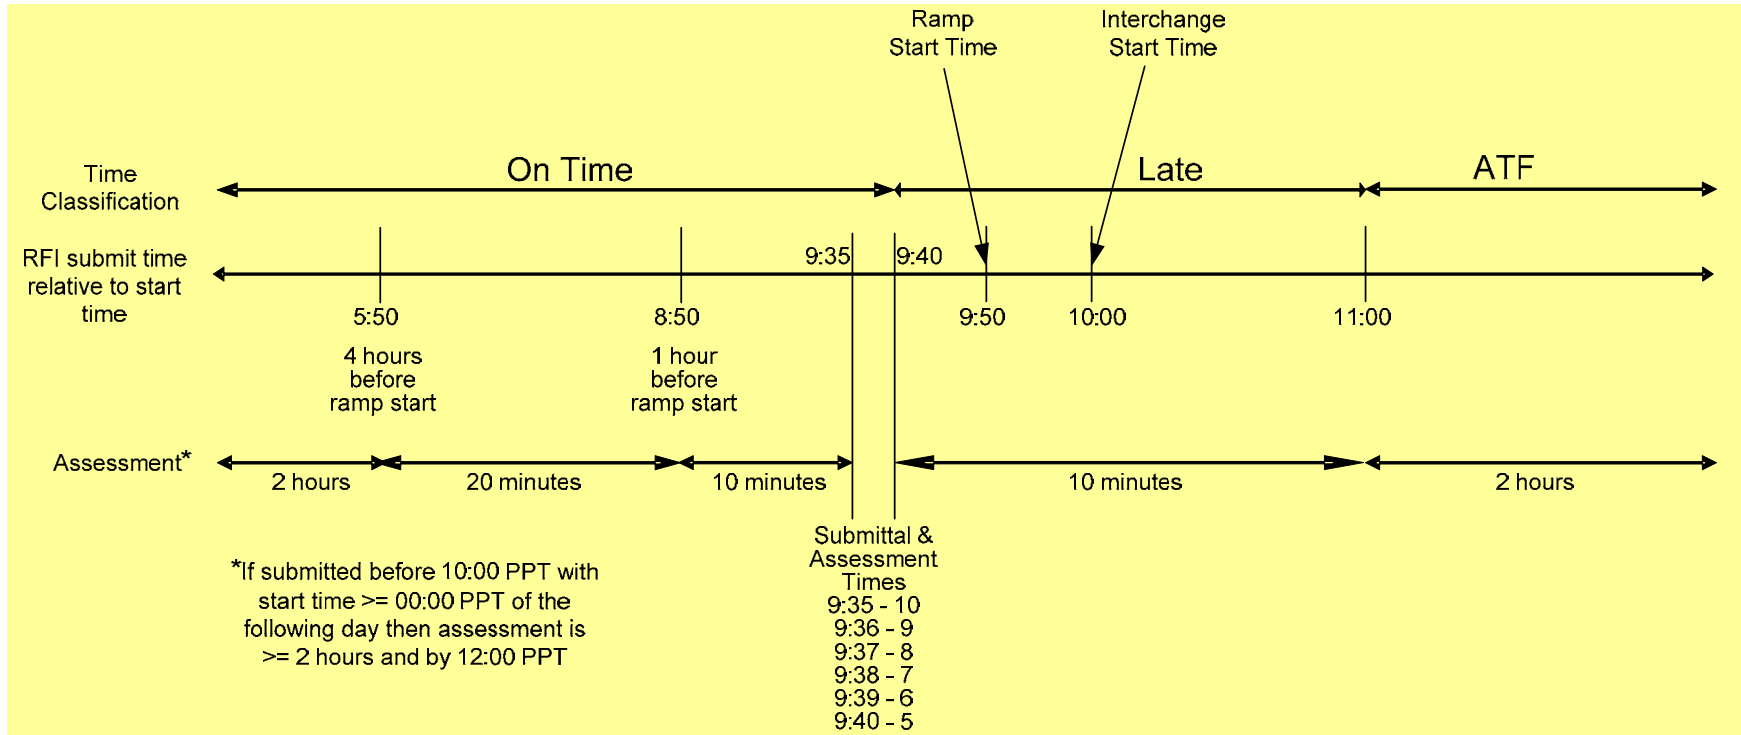 Ramp
Start Time
Interchange
Start Time
Time
Classification
On Time
Late
ATF
RFI submit time
relative to start
time
9:35
9:40
5:50
8:50
9:50
10:00
11:00
4 hours
before
ramp start
1 hour
before
ramp start
Assessment*
2 hours
20 minutes
10 minutes
10 minutes
2 hours
*If submitted before 10:00 PPT with
start time >= 00:00 PPT of the
following day then assessment is
>= 2 hours and by 12:00 PPT
Submittal &
Assessment
Times
9:35 - 10
9:36 - 9
9:37 - 8
9:38 - 7
9:39 - 6
9:40 - 5